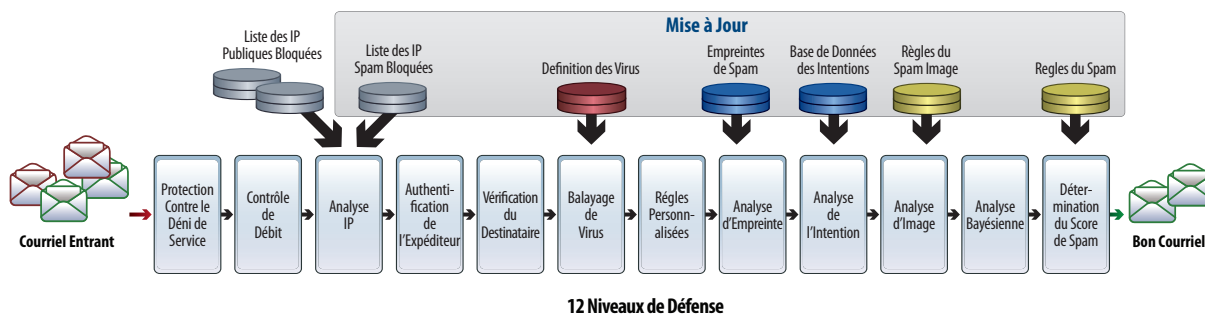 Mise à Jour
Liste des IP
Publiques Bloquées
Liste des IP
Spam Bloquées
Definition des Virus
Empreintes
de Spam
Base de Données
des Intentions
Règles du
Spam Image
Regles du Spam
Courriel Entrant
Protection
Contre le
Déni de
Service
Contrôle
de
Débit
Analyse
IP
Authenti-
fification de
l'Expéditeur
Vérification
du
Destinataire
Balayage
de
Virus
Régles
Personn-
alisées
Analyse
d'Empreinte
Analyse
de
l'Intention
Analyse
d'Image
Analyse
Bayésienne
Déter-
mination
du Score
de Spam
Bon Courriel
12 Niveaux de Défense